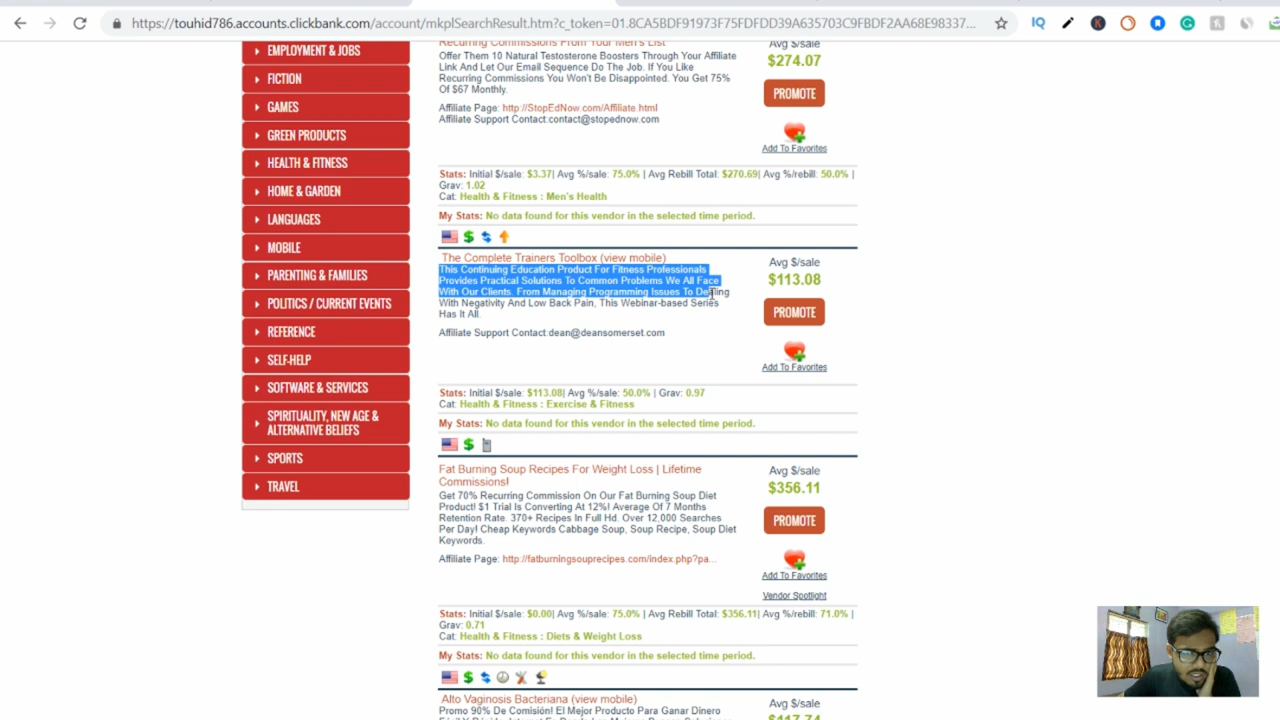 https://touhid786.accounts.clickbank.com/account/mkplSearchResult.htm?c_token=01.8CA5BDF91973F75FDFDD39A635703C9FBDF2AA68E98337...
EMPLOYMENT & JOBS
FICTION
GAMES
GREEN PRODUCTS
HEALTH & FITNESS
HOME & GARDEN
LANGUAGES
MOBILE
PARENTING & FAMILIES
POLITICS / CURRENT EVENTS
REFERENCE
SELF-HELP
SOFTWARE & SERVICES
SPIRITUALITY, NEW AGE &
ALTERNATIVE BELIEFS
SPORTS
TRAVEL
Recurring Commissions From Your Men's List
Offer Them 10 Natural Testosterone Boosters Through Your Affiliate
Link And Let Our Email Sequence Do The Job. If You Like
Recurring Commissions You Won't Be Disappointed. You Get 75%
Of $67 Monthly.
Affiliate Page: http://StopEdNow.com/Affiliate.html
Affiliate Support Contact:contact@stopednow.com
Avg $/sale
$274.07
PROMOTE
Add To Favorites
Stats: Initial $/sale: $3.37| Avg %/sale: 75.0% | Avg Rebill Total: $270.69| Avg %/rebill: 50.0% |
Grav: 1.02
Cat: Health & Fitness : Men's Health
My Stats: No data found for this vendor in the selected time period.
The Complete Trainers Toolbox (view mobile)
This Continuing Education Product For Fitness Professionals
Provides Practical Solutions To Common Problems We All Face
With Our Clients. From Managing Programming Issues To Dealing
With Negativity And Low Back Pain, This Webinar-based Series
Has It All.
Affiliate Support Contact:dean@deansomerset.com
Avg $/sale
$113.08
PROMOTE
Add To Favorites
Stats: Initial $/sale: $113.08| Avg %/sale: 50.0% | Grav: 0.97
Cat: Health & Fitness : Exercise & Fitness
My Stats: No data found for this vendor in the selected time period.
Fat Burning Soup Recipes For Weight Loss | Lifetime
Commissions!
Get 70% Recurring Commission On Our Fat Burning Soup Diet
Product! $1 Trial Is Converting At 12%! Average Of 7 Months
Retention Rate. 370+ Recipes In Full Hd. Over 12,000 Searches
Per Day! Cheap Keywords Cabbage Soup, Soup Recipe, Soup Diet
Keywords.
Affiliate Page: http://fatburningsouprecipes.com/index.php?pa...
Avg $/sale
$356.11
PROMOTE
Add To Favorites
Vendor Spotlight
Stats: Initial $/sale: $0.00| Avg %/sale: 75.0% | Avg Rebill Total: $356.11| Avg %/rebill: 71.0% |
Grav: 0.71
Cat: Health & Fitness : Diets & Weight Loss
My Stats: No data found for this vendor in the selected time period.
Alto Vaginosis Bacteriana (view mobile)
Promo 90% De Comisión! El Mejor Producto Para Ganar Dinero
Avg $/sale
$117.74